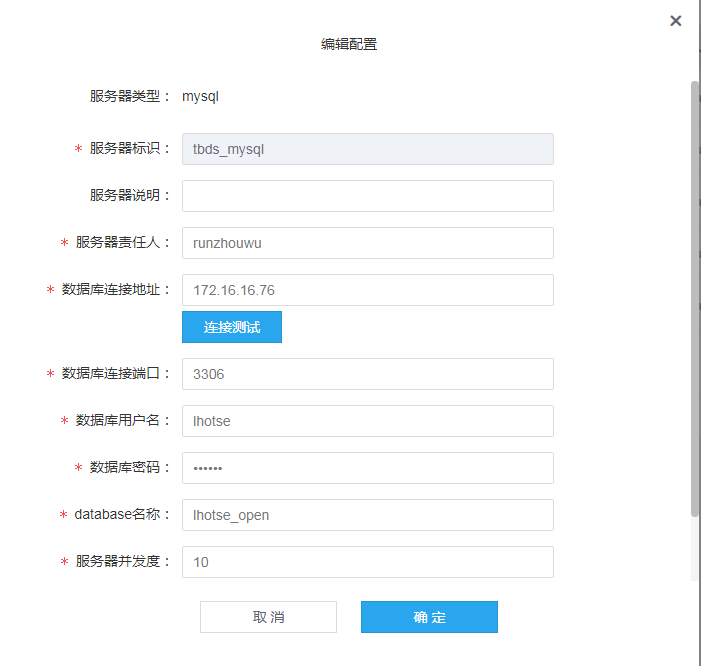 编辑配置
服务器类型： mysql
* 服务器标识： tbds_mysql
服务器说明：
* 服务器责任人： runzhouwu
* 数据库连接地址： 172.16.16.76
连接测试
* 数据库连接端口： 3306
* 数据库用户名： lhotse
* 数据库密码： ••••••
* database名称： lhotse_open
* 服务器并发度： 10
取 消 确 定